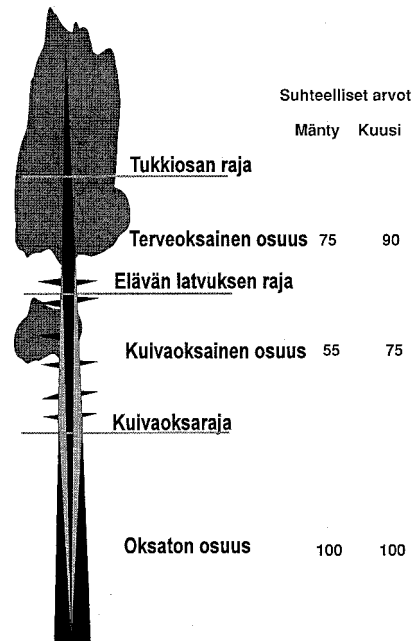 Suhteelliset arvot
Mänty Kuusi
Tukkiosan raja
Terveoksainen osuus 75 90
Elävän latvuksen raja
Kuivaoksainen osuus 55 75
Kuivaoksaraja
Oksaton osuus 100 100